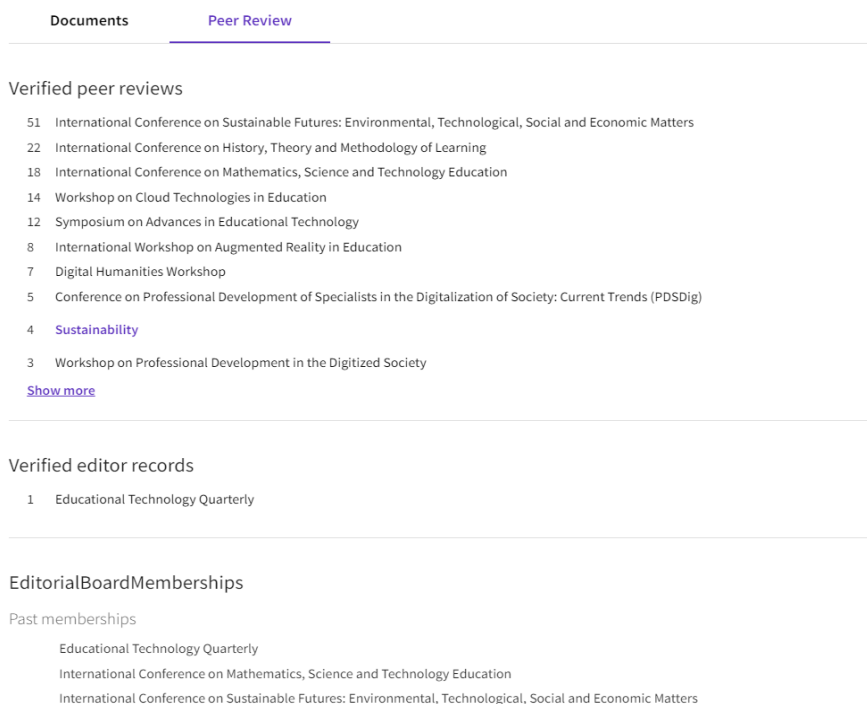 Documents Peer Review
Verified peer reviews
51 International Conference on Sustainable Futures: Environmental, Technological, Social and Economic Matters
22 International Conference on History, Theory and Methodology of Learning
18 International Conference on Mathematics, Science and Technology Education
14 Workshop on Cloud Technologies in Education
12 Symposium on Advances in Educational Technology
8 International Workshop on Augmented Reality in Education
7 Digital Humanities Workshop
5 Conference on Professional Development of Specialists in the Digitalization of Society: Current Trends (PDSDig)
4 Sustainability
3 Workshop on Professional Development in the Digitized Society
Show more
Verified editor records
1 Educational Technology Quarterly
EditorialBoardMemberships
Past memberships
Educational Technology Quarterly
International Conference on Mathematics, Science and Technology Education
International Conference on Sustainable Futures: Environmental, Technological, Social and Economic Matters